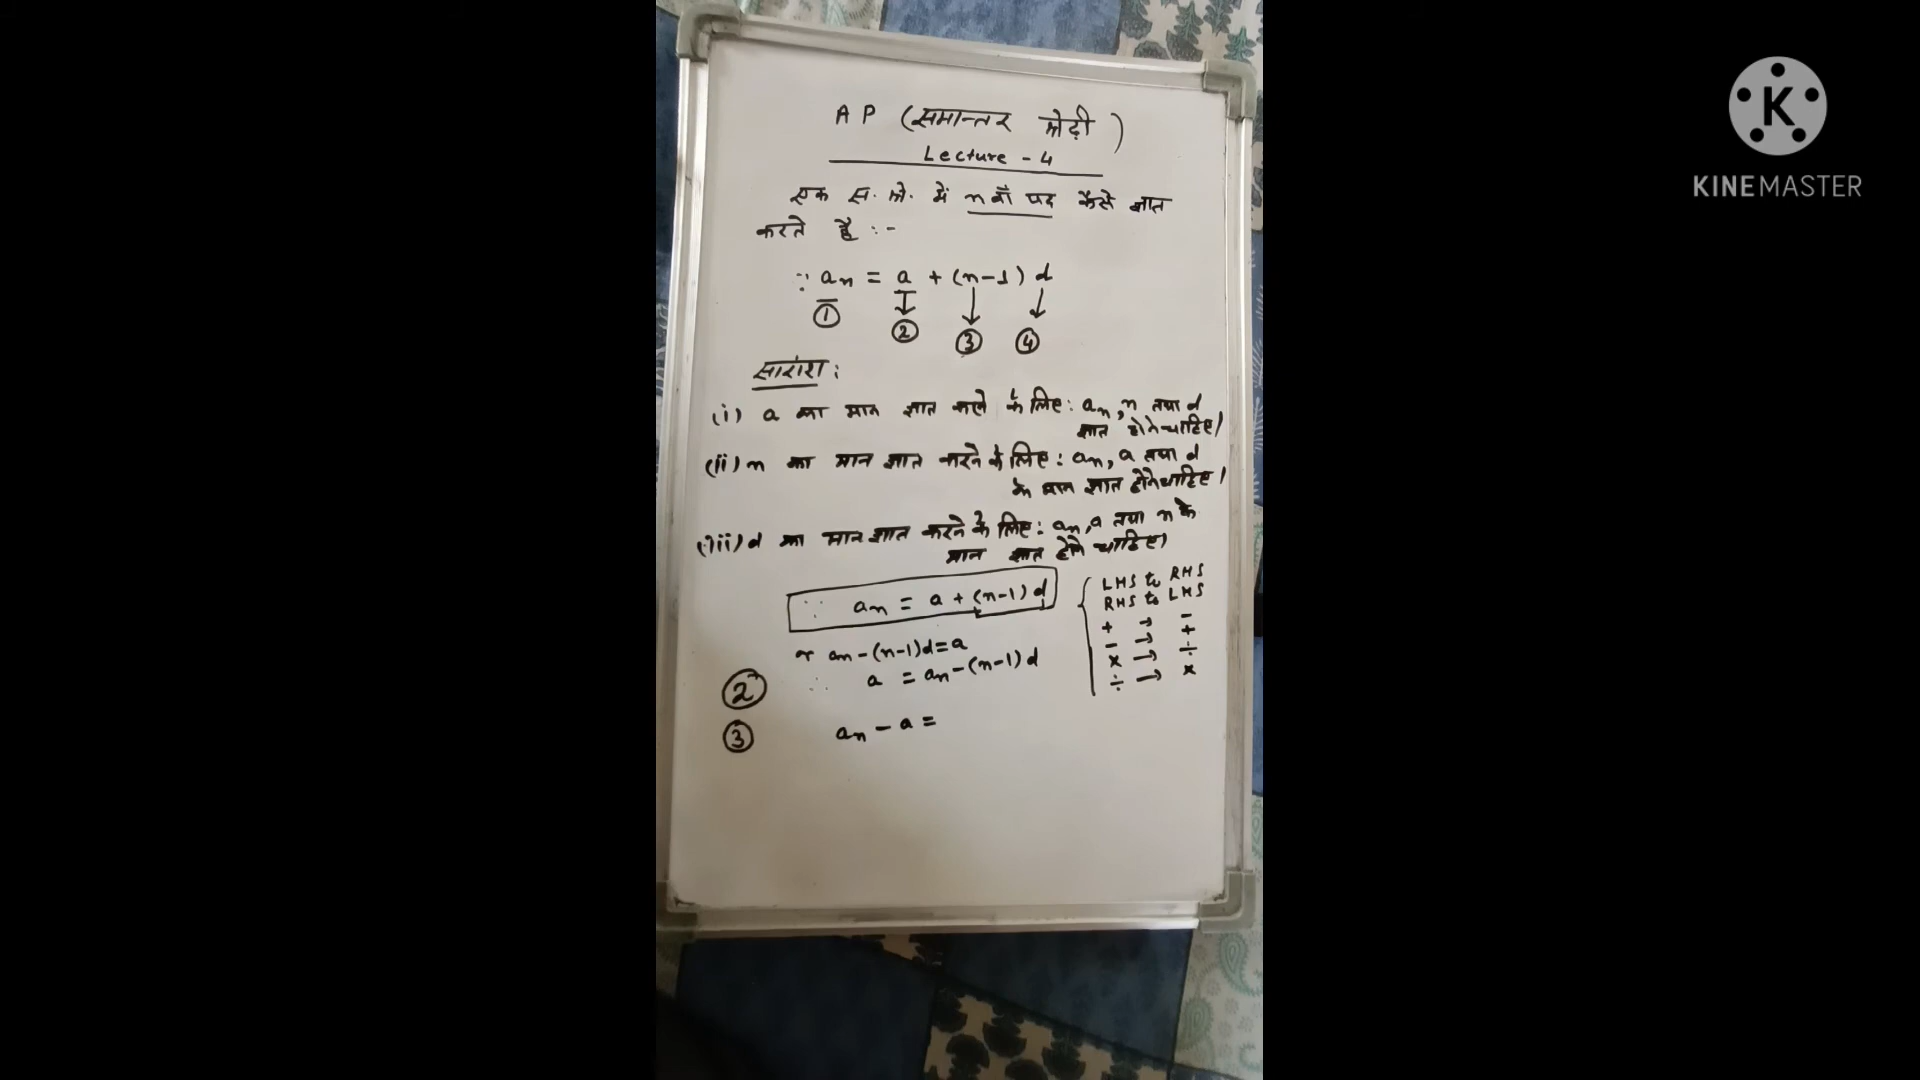 AP (समान्तर श्रेढ़ी)
Lecture - 4
एक स. श्रे. में n वाँ पद कैसे ज्ञात
करते है :-
∵ an = a + (n-1) d
① ② ③ ④
सारांश :
(i) a का मान ज्ञात करने के लिए : an, n तथा d
ज्ञात होने चाहिए।
(ii) n का मान ज्ञात करने के लिए : an, a तथा d
के मान ज्ञात होने चाहिए।
(iii) d का मान ज्ञात करने के लिए : an, a तथा n के
मान ज्ञात होने चाहिए।
∵ an = a + (n-1) d
or an - (n-1)d = a
② ∴ a = an - (n-1) d
③ an - a =
LHS to RHS
RHS to LHS
+ → -
- → +
× → ÷
÷ → ×
KINEMASTER